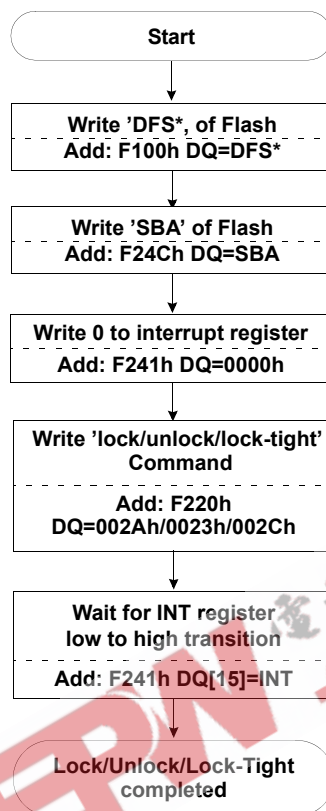 Start
Write 'DFS*, of Flash
Add: F100h DQ=DFS*
Write 'SBA' of Flash
Add: F24Ch DQ=SBA
Write 0 to interrupt register
Add: F241h DQ=0000h
Write 'lock/unlock/lock-tight'
Command
Add: F220h
DQ=002Ah/0023h/002Ch
Wait for INT register
low to high transition
Add: F241h DQ[15]=INT
Lock/Unlock/Lock-Tight
completed